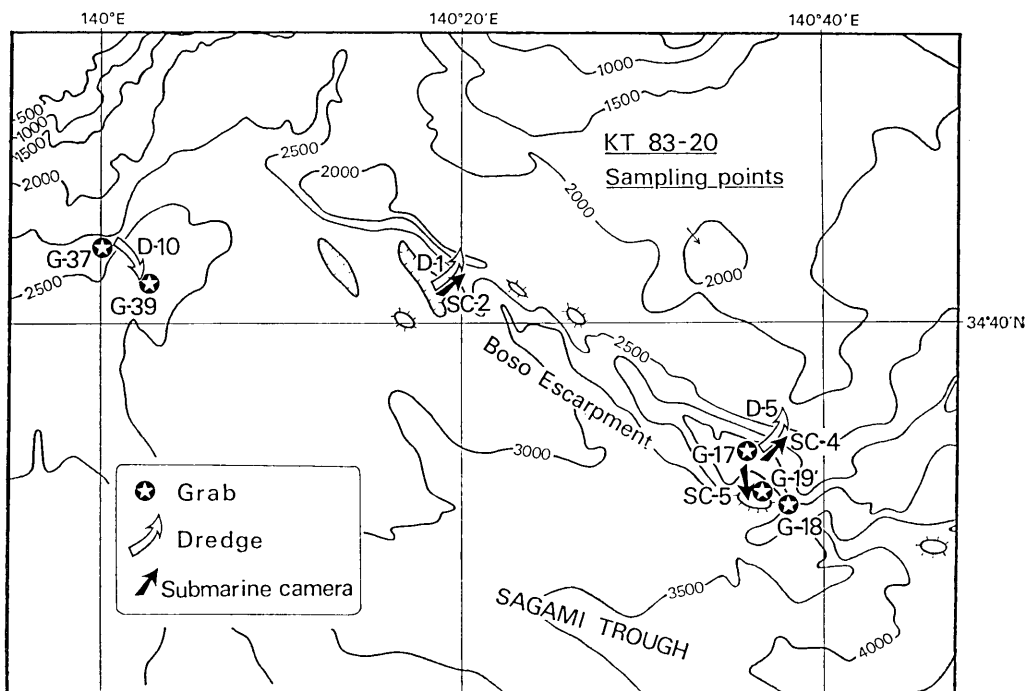 140°E
140°20′E
140°40′E
1000
1500
500
1000
1500
2000
2500
2000
2000
KT 83-20
Sampling points
2000
G-37
D-10
2500
G-39
D-1
SC-2
34°40′N
2500
Boso Escarpment
3000
D-5
G-17
SC-4
G-19′
SC-5
G-18
Grab
Dredge
Submarine camera
3500
SAGAMI TROUGH
4000